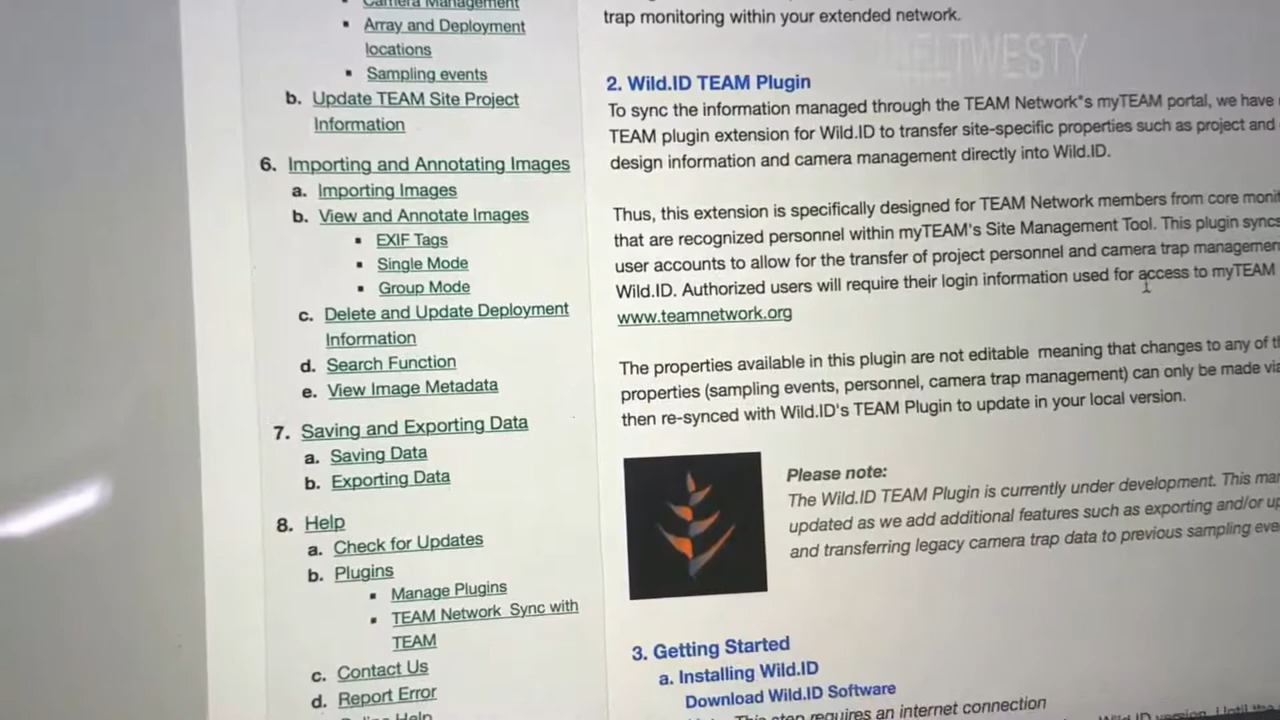 Camera Management
Array and Deployment
locations
Sampling events
b. Update TEAM Site Project
Information
6. Importing and Annotating Images
a. Importing Images
b. View and Annotate Images
EXIF Tags
Single Mode
Group Mode
c. Delete and Update Deployment
Information
d. Search Function
e. View Image Metadata
7. Saving and Exporting Data
a. Saving Data
b. Exporting Data
8. Help
a. Check for Updates
b. Plugins
Manage Plugins
TEAM Network Sync with
TEAM
c. Contact Us
d. Report Error
Help
trap monitoring within your extended network.
2. Wild.ID TEAM Plugin
To sync the information managed through the TEAM Network"s myTEAM portal, we have
TEAM plugin extension for Wild.ID to transfer site-specific properties such as project and
design information and camera management directly into Wild.ID.
Thus, this extension is specifically designed for TEAM Network members from core
that are recognized personnel within myTEAM's Site Management Tool. This plugin syncs
user accounts to allow for the transfer of project personnel and camera trap
Wild.ID. Authorized users will require their login information used for access to myTEAM
www.teamnetwork.org
The properties available in this plugin are not editable meaning that changes to any of
properties (sampling events, personnel, camera trap management) can only be made via
then re-synced with Wild.ID's TEAM Plugin to update in your local version.
Please note:
The Wild.ID TEAM Plugin is currently under development. This
updated as we add additional features such as exporting and/or
and transferring legacy camera trap data to previous sampling
3. Getting Started
a. Installing Wild.ID
Download Wild.ID Software
This step requires an internet connection